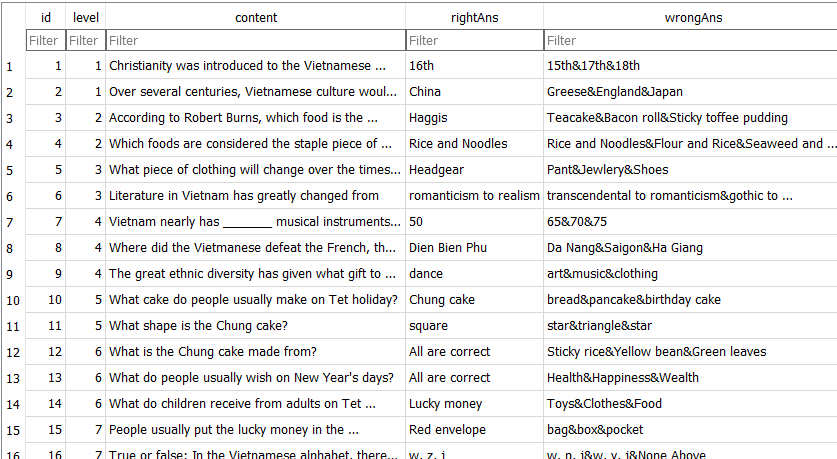 id level content rightAns wrongAns
Filter Filter Filter Filter Filter
1 1 1 Christianity was introduced to the Vietnamese ... 16th 15th&17th&18th
2 2 1 Over several centuries, Vietnamese culture woul... China Greese&England&Japan
3 3 2 According to Robert Burns, which food is the ... Haggis Teacake&Bacon roll&Sticky toffee pudding
4 4 2 Which foods are considered the staple piece of ... Rice and Noodles Rice and Noodles&Flour and Rice&Seaweed and ...
5 5 3 What piece of clothing will change over the times... Headgear Pant&Jewlery&Shoes
6 6 3 Literature in Vietnam has greatly changed from romanticism to realism transcendental to romanticism&gothic to ...
7 7 4 Vietnam nearly has _______ musical instruments... 50 65&70&75
8 8 4 Where did the Vietmanese defeat the French, th... Dien Bien Phu Da Nang&Saigon&Ha Giang
9 9 4 The great ethnic diversity has given what gift to ... dance art&music&clothing
10 10 5 What cake do people usually make on Tet holiday? Chung cake bread&pancake&birthday cake
11 11 5 What shape is the Chung cake? square star&triangle&star
12 12 6 What is the Chung cake made from? All are correct Sticky rice&Yellow bean&Green leaves
13 13 6 What do people usually wish on New Year's days? All are correct Health&Happiness&Wealth
14 14 6 What do children receive from adults on Tet ... Lucky money Toys&Clothes&Food
15 15 7 People usually put the lucky money in the ... Red envelope bag&box&pocket
16 16 7 True or false: In the Vietnamese alphabet, there... w, z, j w, p, j&w, y, j&None Above